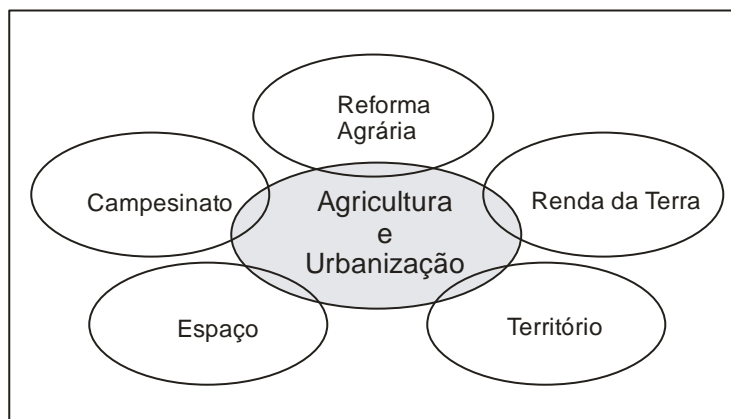 Reforma
Agrária
Campesinato
Agricultura
e
Urbanização
Renda da Terra
Espaço
Território